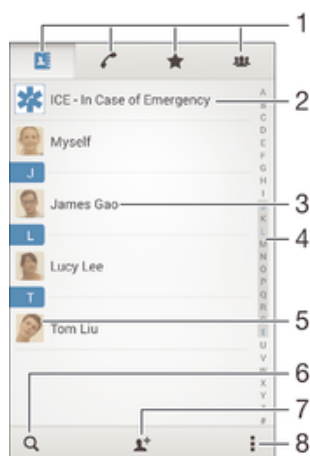 1
ICE - In Case of Emergency
2
Myself
J
James Gao
3
L
Lucy Lee
T
Tom Liu
A
B
C
D
E
F
G
H
I
J
K
L
M
N
O
P
Q
R
S
T
U
V
W
X
Y
Z
#
4
5
6
7
8